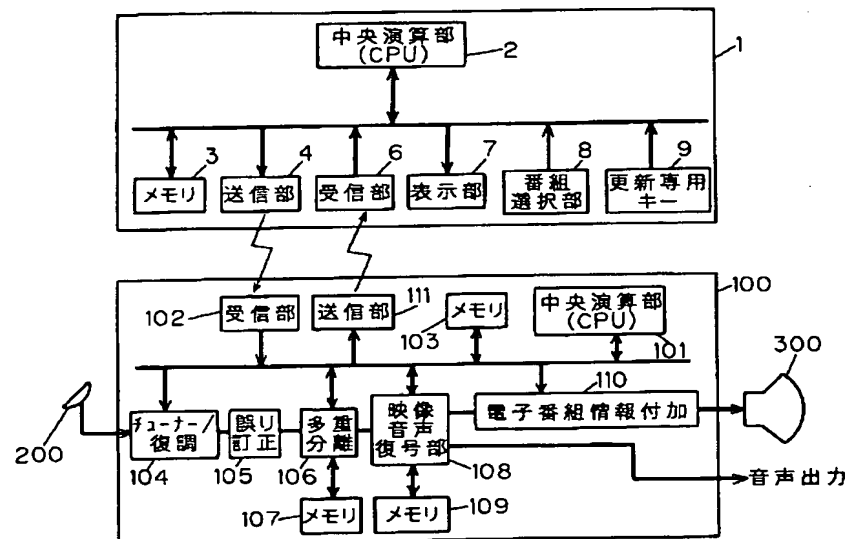 中央演算部
(CPU)
2
1
3
4
6
7
8
9
メモリ
送信部
受信部
表示部
番組
選択部
更新専用
キー
102
受信部
送信部
111
メモリ
103
中央演算部
(CPU)
101
100
300
200
チューナー/
復調
104
誤り
訂正
105
多重
分離
106
映像
音声
復号部
108
110
電子番組情報付加
音声出力
107
メモリ
メモリ
109